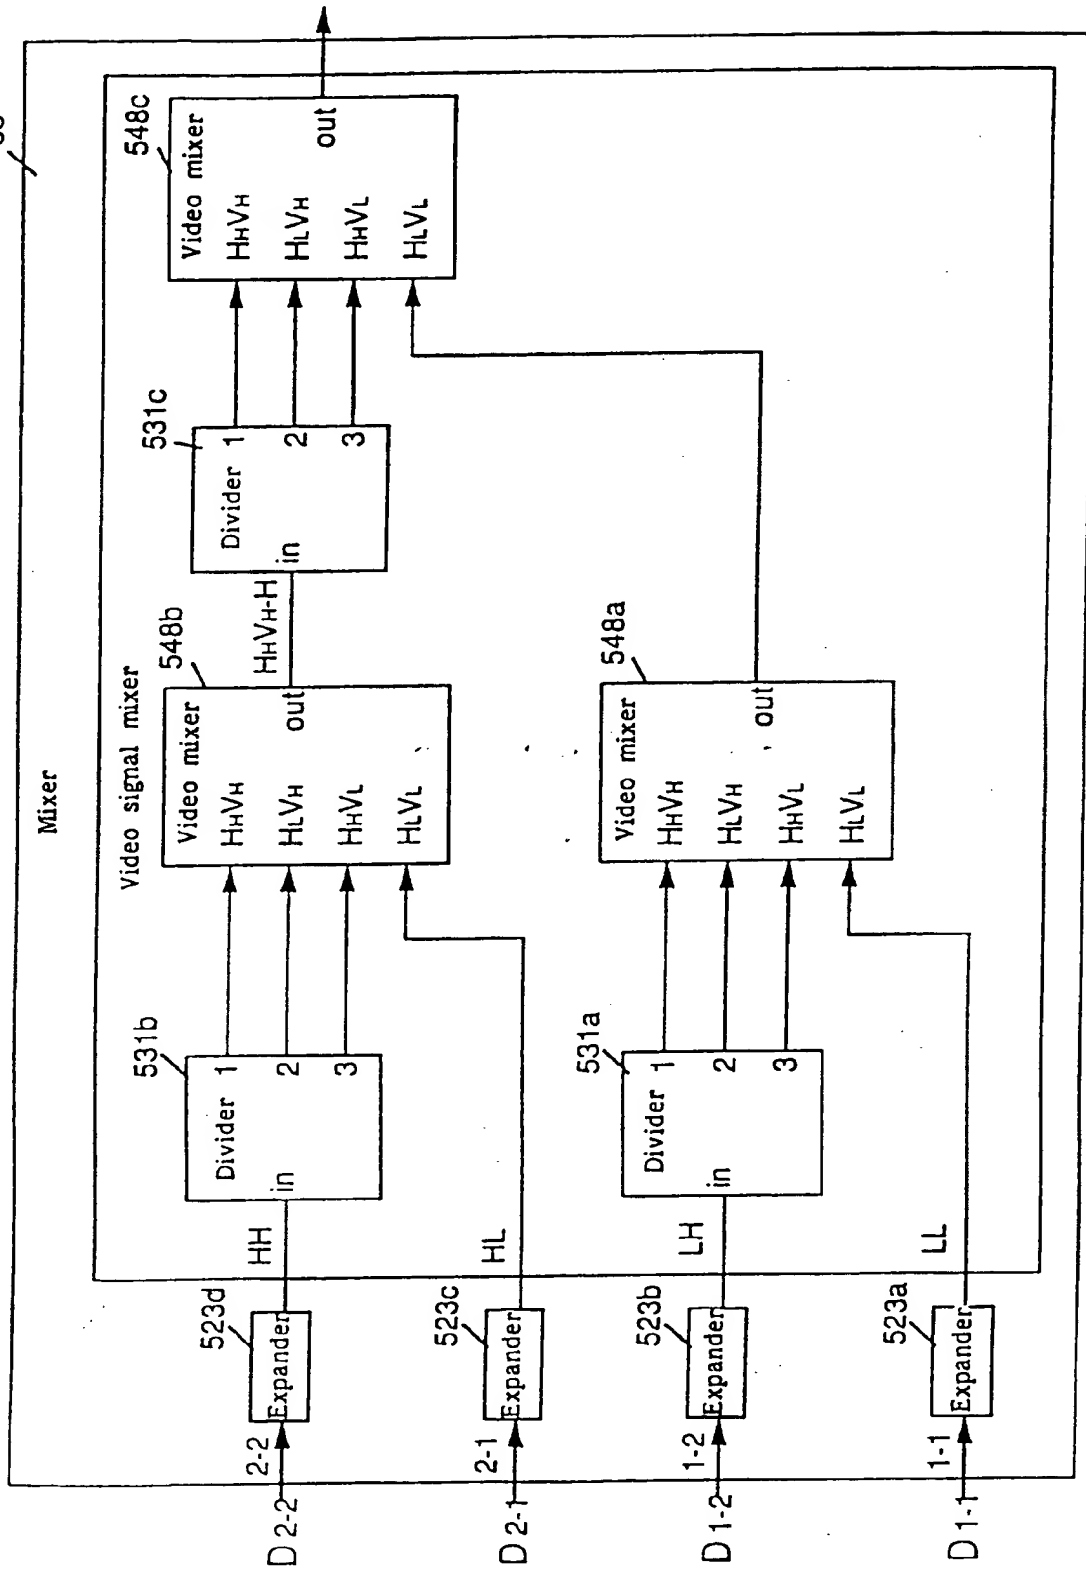 Mixer
Video signal mixer
D2-2
2-2
523d
Expander
HH
531b
Divider
in
1
2
3
548b
Video mixer
HHVH
HLVH
HHVL
HLVL
out
HHVH-H
531c
Divider
in
1
2
3
548c
Video mixer
HHVH
HLVH
HHVL
HLVL
out
D2-1
2-1
523c
Expander
HL
D1-2
1-2
523b
Expander
LH
531a
Divider
in
1
2
3
548a
Video mixer
HHVH
HLVH
HHVL
HLVL
out
D1-1
1-1
523a
Expander
LL